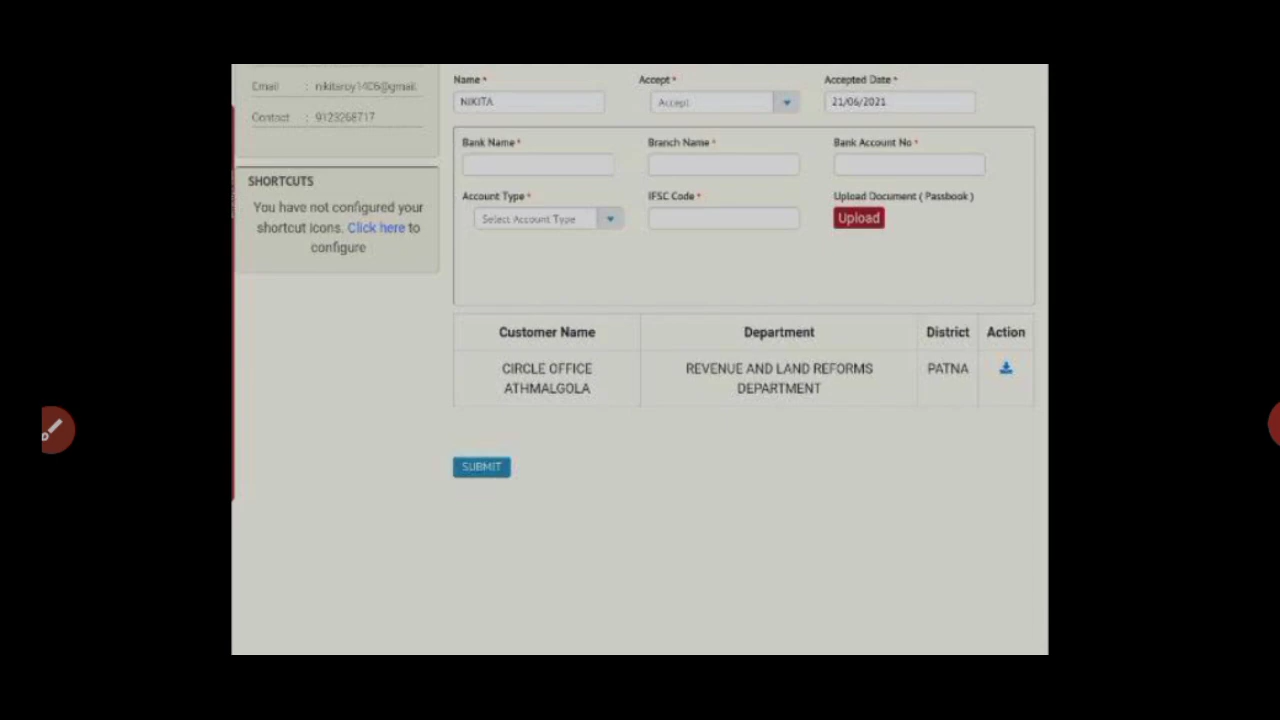 Email : nikitaroy1406@gmail.
Contact : 9123268717
SHORTCUTS
You have not configured your
shortcut icons. Click here to
configure
Name * Accept * Accepted Date *
NIKITA Accept 21/06/2021
Bank Name * Branch Name * Bank Account No *
Account Type * IFSC Code * Upload Document ( Passbook )
Select Account Type Upload
Customer Name Department District Action
CIRCLE OFFICE REVENUE AND LAND REFORMS PATNA
ATHMALGOLA DEPARTMENT
SUBMIT